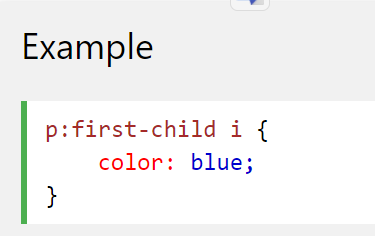 Example
p:first-child i {
    color: blue;
}